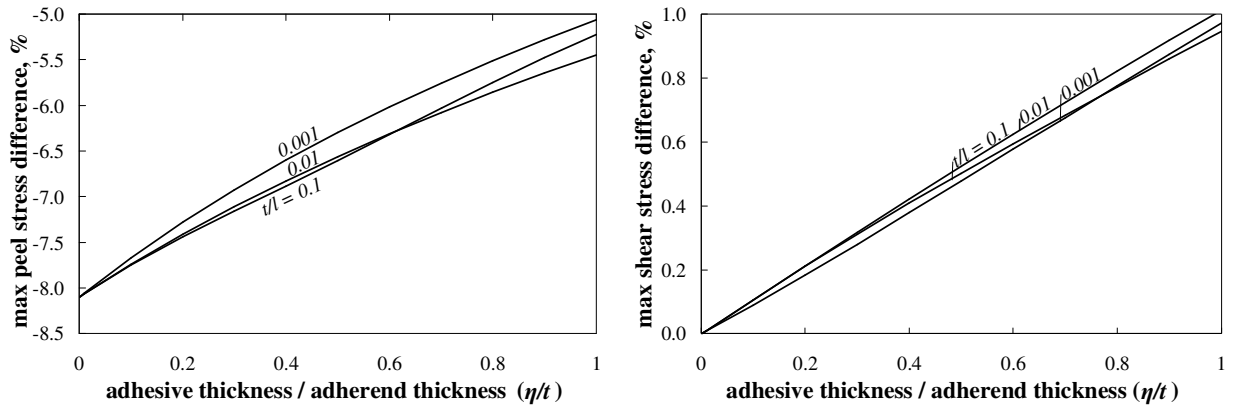 max peel stress difference, %
-5.0
-5.5
-6.0
-6.5
-7.0
-7.5
-8.0
-8.5
0.001
0.01
t/l = 0.1
0 0.2 0.4 0.6 0.8 1
adhesive thickness / adherend thickness (η/t )
max shear stress difference, %
1.0
0.8
0.6
0.4
0.2
0.0
t/l = 0.1
0.01
0.001
0 0.2 0.4 0.6 0.8 1
adhesive thickness / adherend thickness (η/t )